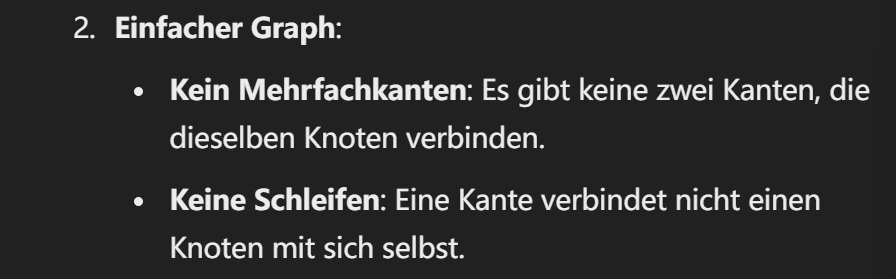 2. Einfacher Graph:
• Kein Mehrfachkanten: Es gibt keine zwei Kanten, die
dieselben Knoten verbinden.
• Keine Schleifen: Eine Kante verbindet nicht einen
Knoten mit sich selbst.